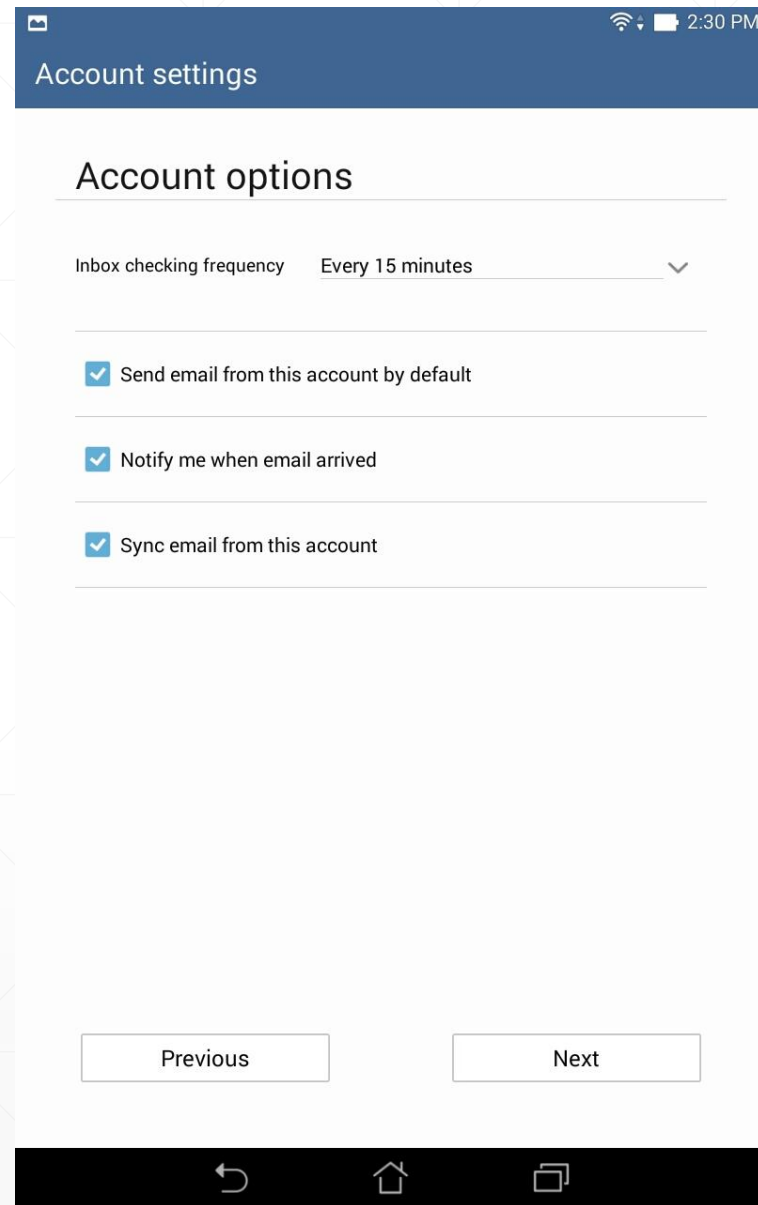 2:30 PM
Account settings
Account options
Inbox checking frequency Every 15 minutes
Send email from this account by default
Notify me when email arrived
Sync email from this account
Previous Next